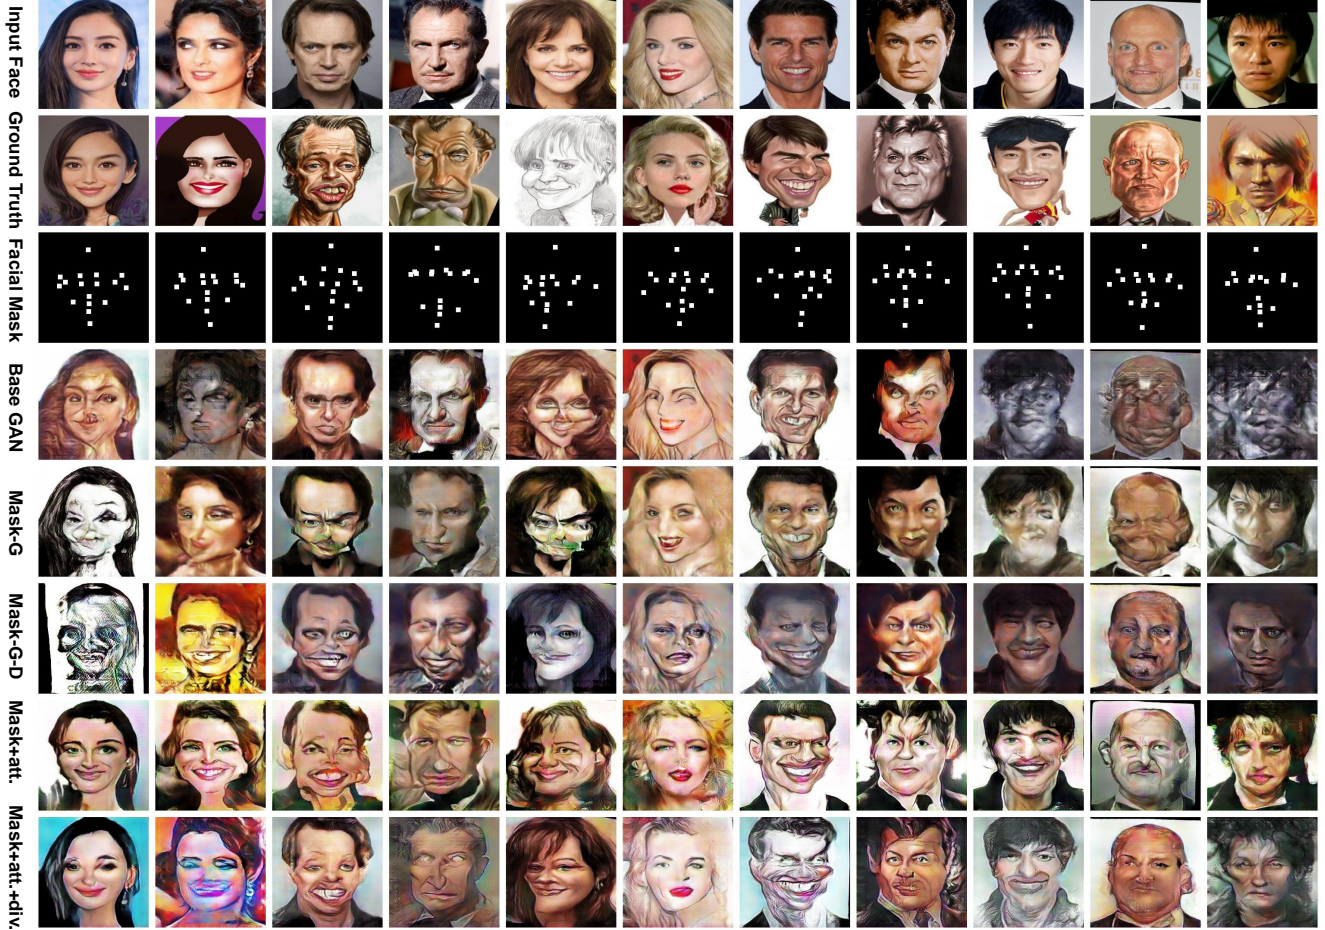 Input Face
Ground Truth
Facial Mask
Base GAN
Mask-G
Mask-G-D
Mask+att.
Mask+att.+div.